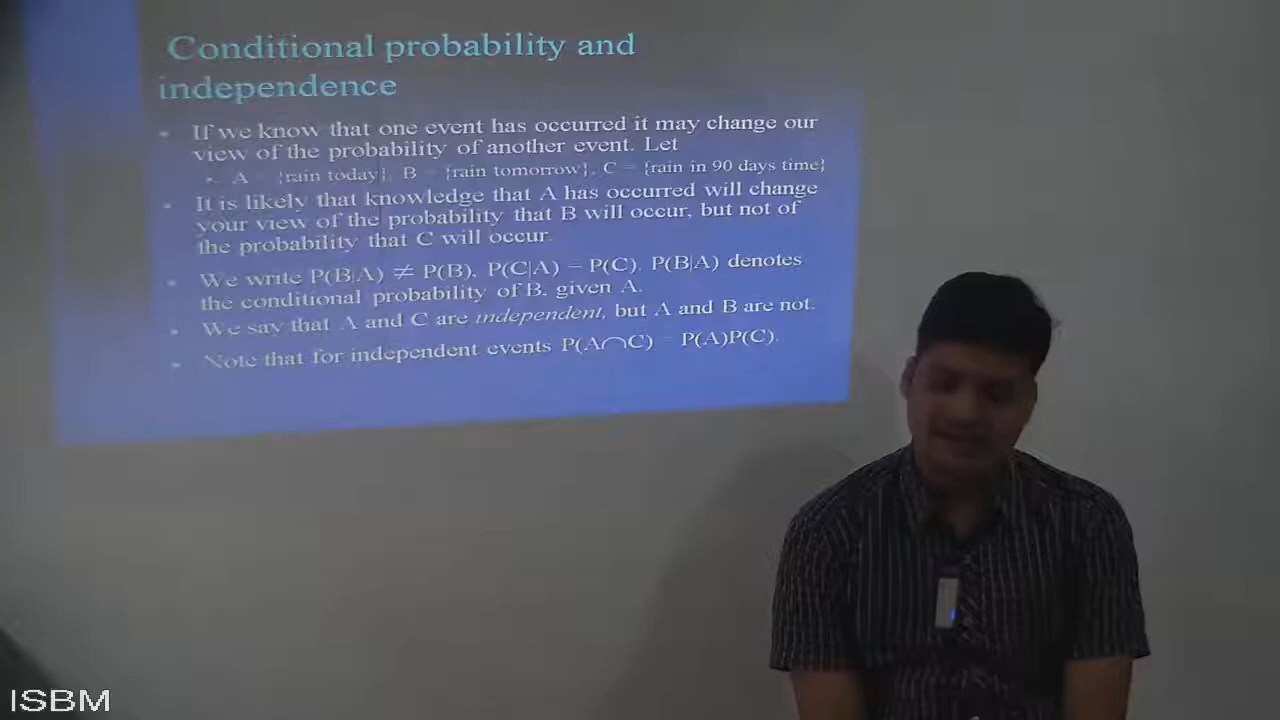 Conditional probability and
independence
• If we know that one event has occurred it may change our
view of the probability of another event. Let
• A = {rain today}, B = {rain tomorrow}, C = {rain in 90 days time}
• It is likely that knowledge that A has occurred will change
your view of the probability that B will occur, but not of
the probability that C will occur.
• We write P(B|A) ≠ P(B), P(C|A) = P(C). P(B|A) denotes
the conditional probability of B, given A.
• We say that A and C are independent, but A and B are not.
• Note that for independent events P(A∩C) = P(A)P(C).
ISBM